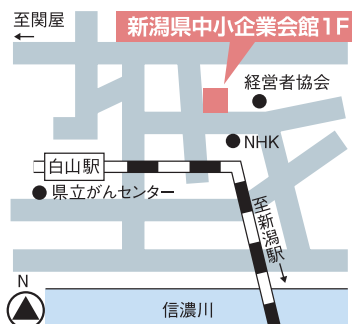 至関屋
新潟県中小企業会館1F
経営者協会
NHK
白山駅
県立がんセンター
至新潟駅
N
信濃川